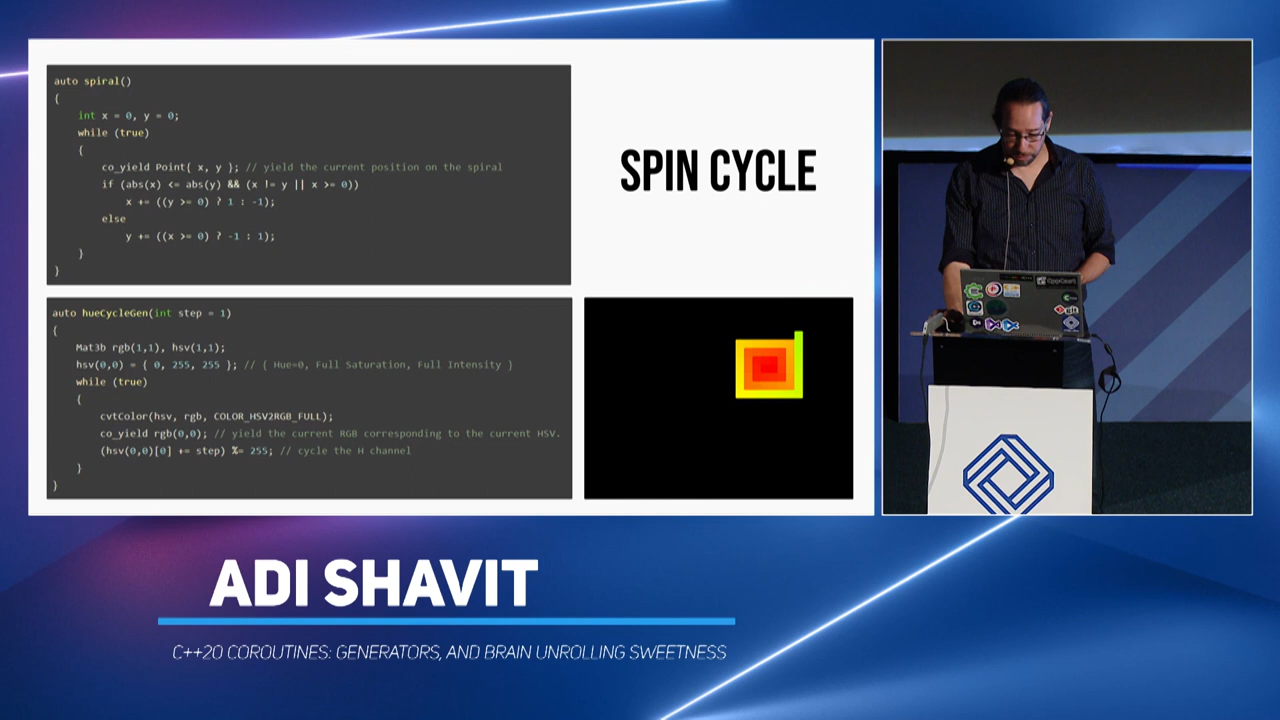 auto spiral()
{
int x = 0, y = 0;
while (true)
{
co_yield Point{ x, y }; // yield the current position on the spiral
if (abs(x) <= abs(y) && (x != y || x >= 0))
x += ((y >= 0) ? 1 : -1);
else
y += ((x >= 0) ? -1 : 1);
}
}
SPIN CYCLE
auto hueCycleGen(int step = 1)
{
Mat3b rgb(1,1), hsv(1,1);
hsv(0,0) = { 0, 255, 255 }; // { Hue=0, Full Saturation, Full Intensity }
while (true)
{
cvtColor(hsv, rgb, COLOR_HSV2RGB_FULL);
co_yield rgb(0,0); // yield the current RGB corresponding to the current HSV.
(hsv(0,0)[0] += step) %= 255; // cycle the H channel
}
}
ADI SHAVIT
C++20 COROUTINES: GENERATORS, AND BRAIN UNROLLING SWEETNESS